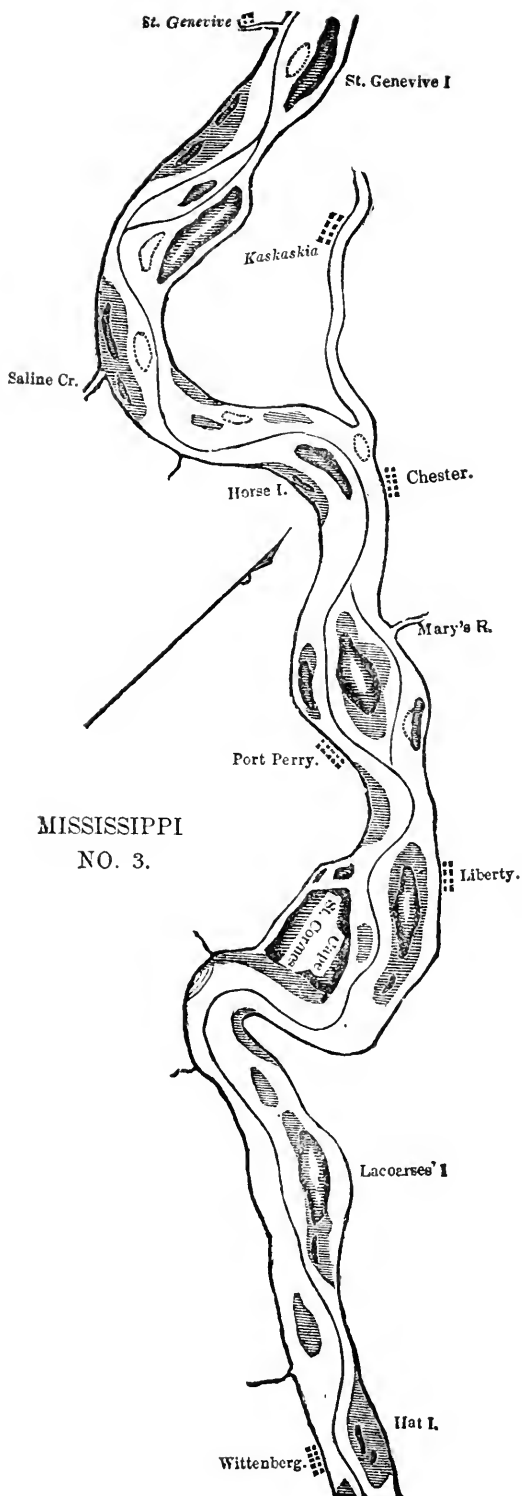 St. Genevive
St. Genevive I
Kaskaskia
Saline Cr.
Horse I.
Chester.
Mary's R.
Port Perry.
MISSISSIPPI
NO. 3.
Liberty.
Cape
St. Cormes
Lacoarses' I
Hat I.
Wittenberg.